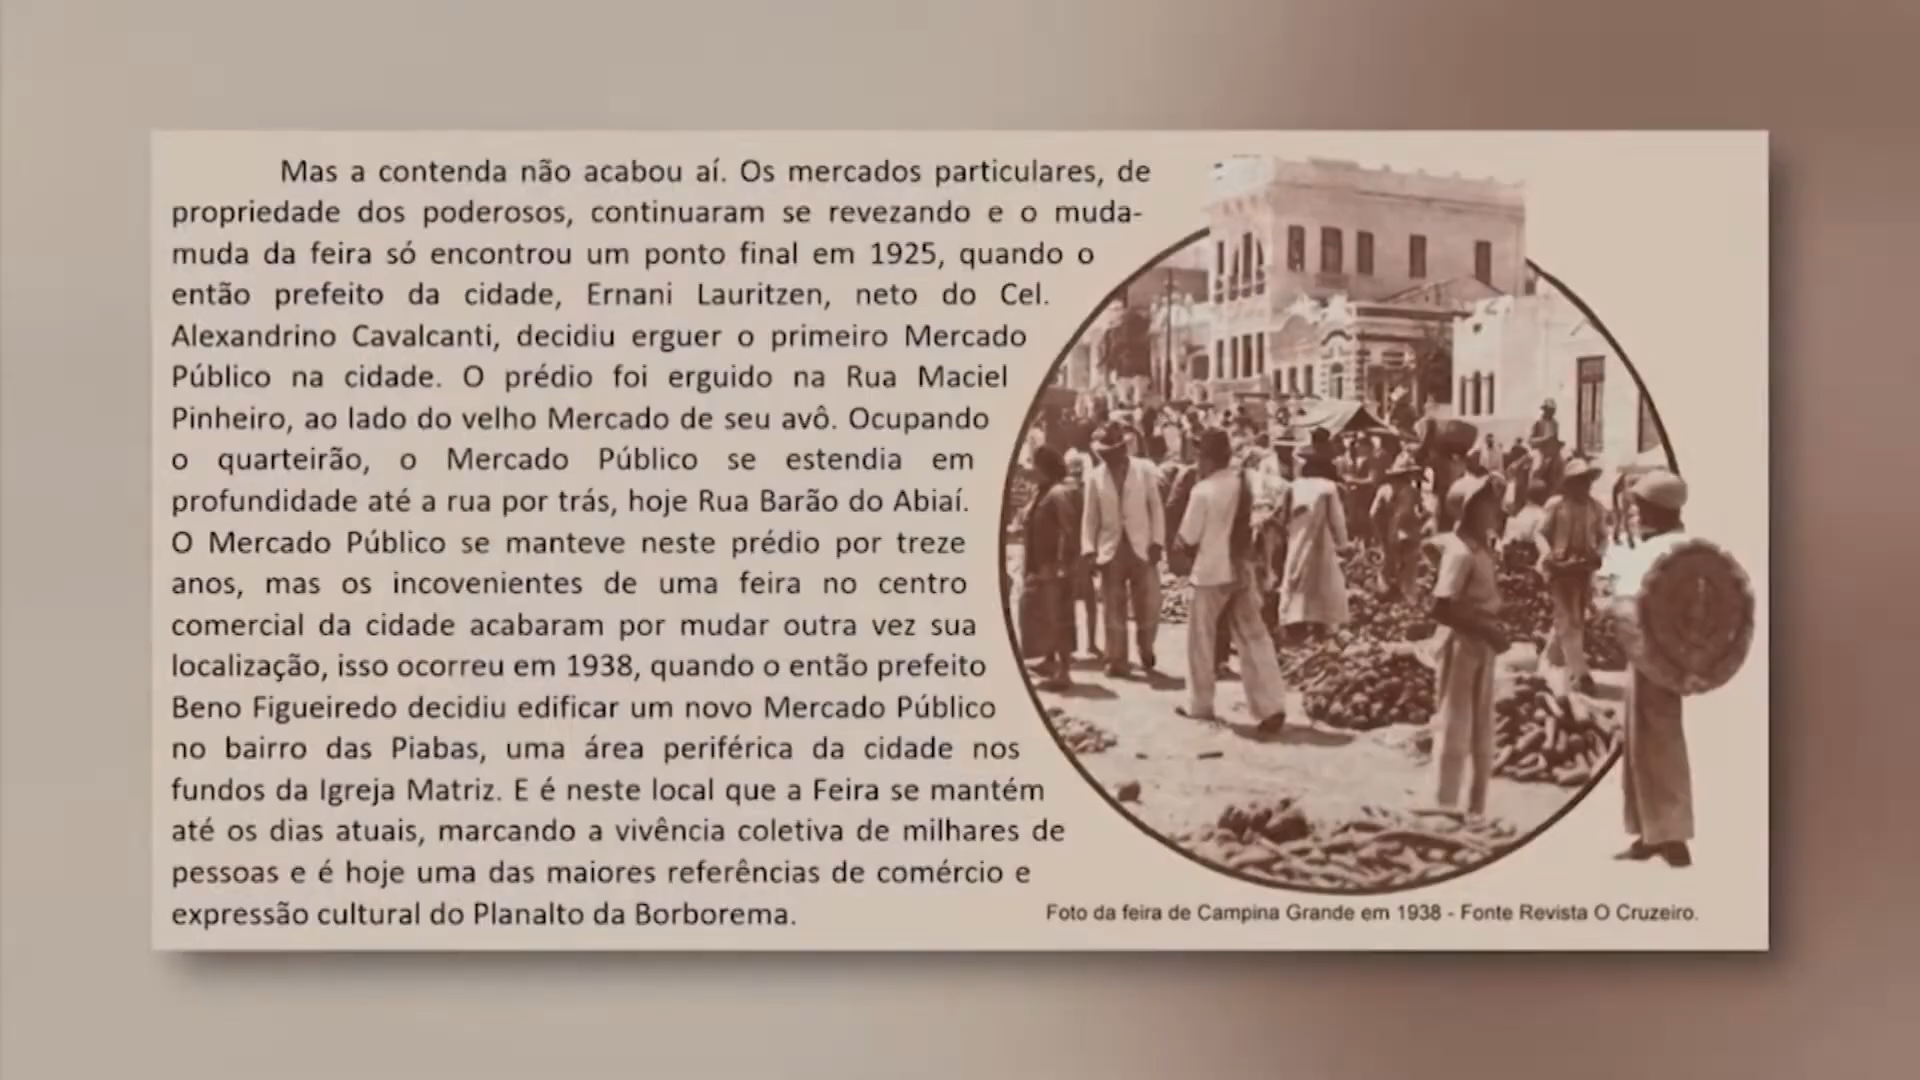 Mas a contenda não acabou aí. Os mercados particulares, de
propriedade dos poderosos, continuaram se revezando e o muda-
muda da feira só encontrou um ponto final em 1925, quando o
então prefeito da cidade, Ernani Lauritzen, neto do Cel.
Alexandrino Cavalcanti, decidiu erguer o primeiro Mercado
Público na cidade. O prédio foi erguido na Rua Maciel
Pinheiro, ao lado do velho Mercado de seu avô. Ocupando
o quarteirão, o Mercado Público se estendia em
profundidade até a rua por trás, hoje Rua Barão do Abiaí.
O Mercado Público se manteve neste prédio por treze
anos, mas os incovenientes de uma feira no centro
comercial da cidade acabaram por mudar outra vez sua
localização, isso ocorreu em 1938, quando o então prefeito
Beno Figueiredo decidiu edificar um novo Mercado Público
no bairro das Piabas, uma área periférica da cidade nos
fundos da Igreja Matriz. E é neste local que a Feira se mantém
até os dias atuais, marcando a vivência coletiva de milhares de
pessoas e é hoje uma das maiores referências de comércio e
expressão cultural do Planalto da Borborema.
Foto da feira de Campina Grande em 1938 - Fonte Revista O Cruzeiro.